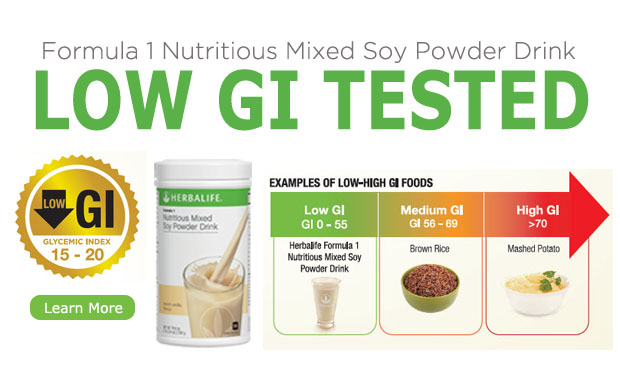 Formula 1 Nutritious Mixed Soy Powder Drink
LOW GI TESTED
LOW
GI
GLYCEMIC INDEX
15 - 20
Learn More
HERBALIFE.
Formula 1
Nutritious Mixed
Soy Powder Drink
EXAMPLES OF LOW-HIGH GI FOODS
Low GI
GI 0 – 55
Medium GI
GI 56 – 69
High GI
>70
Herbalife Formula 1
Nutritious Mixed Soy
Powder Drink
Brown Rice
Mashed Potato